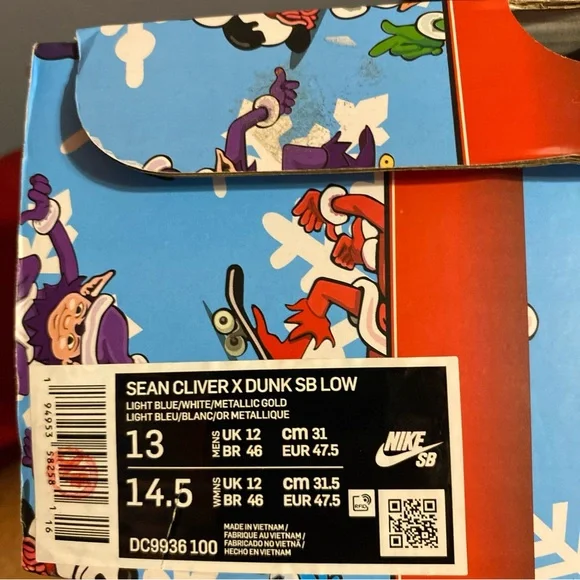 SEAN CLIVER X DUNK SB LOW
LIGHT BLUE/WHITE/METALLIC GOLD
LIGHT BLEU/BLANC/OR METALLIQUE
13 MENS UK 12 cm 31
BR 46 EUR 47.5
14.5 WMNS UK 12 cm 31.5
BR 46 EUR 47.5
NIKE SB
RFID
MADE IN VIETNAM/
FABRIQUE AU VIETNAM/
FABRICADO NO VIETNÃ/
HECHO EN VIETNAM
DC9936 100
1 94953 58258 116